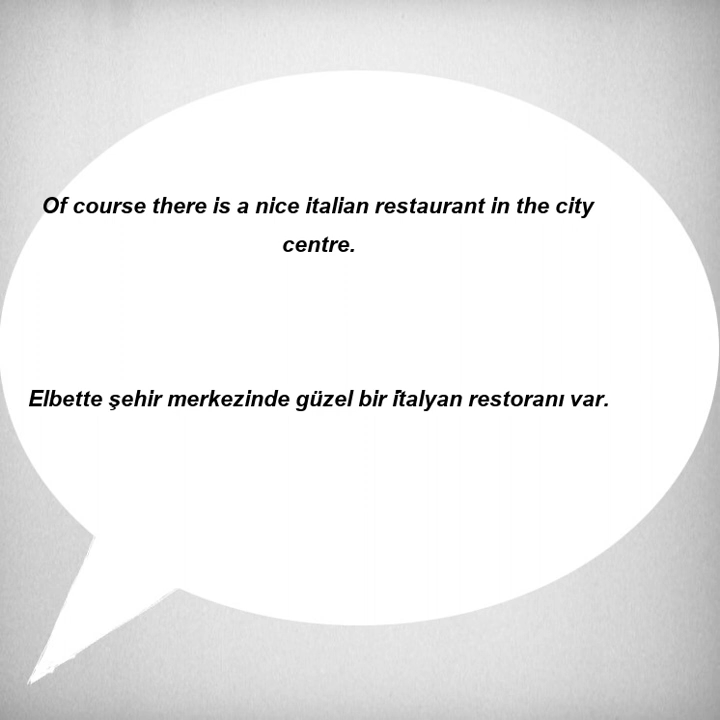 Of course there is a nice italian restaurant in the city
centre.
Elbette şehir merkezinde güzel bir i̇talyan restoranı var.